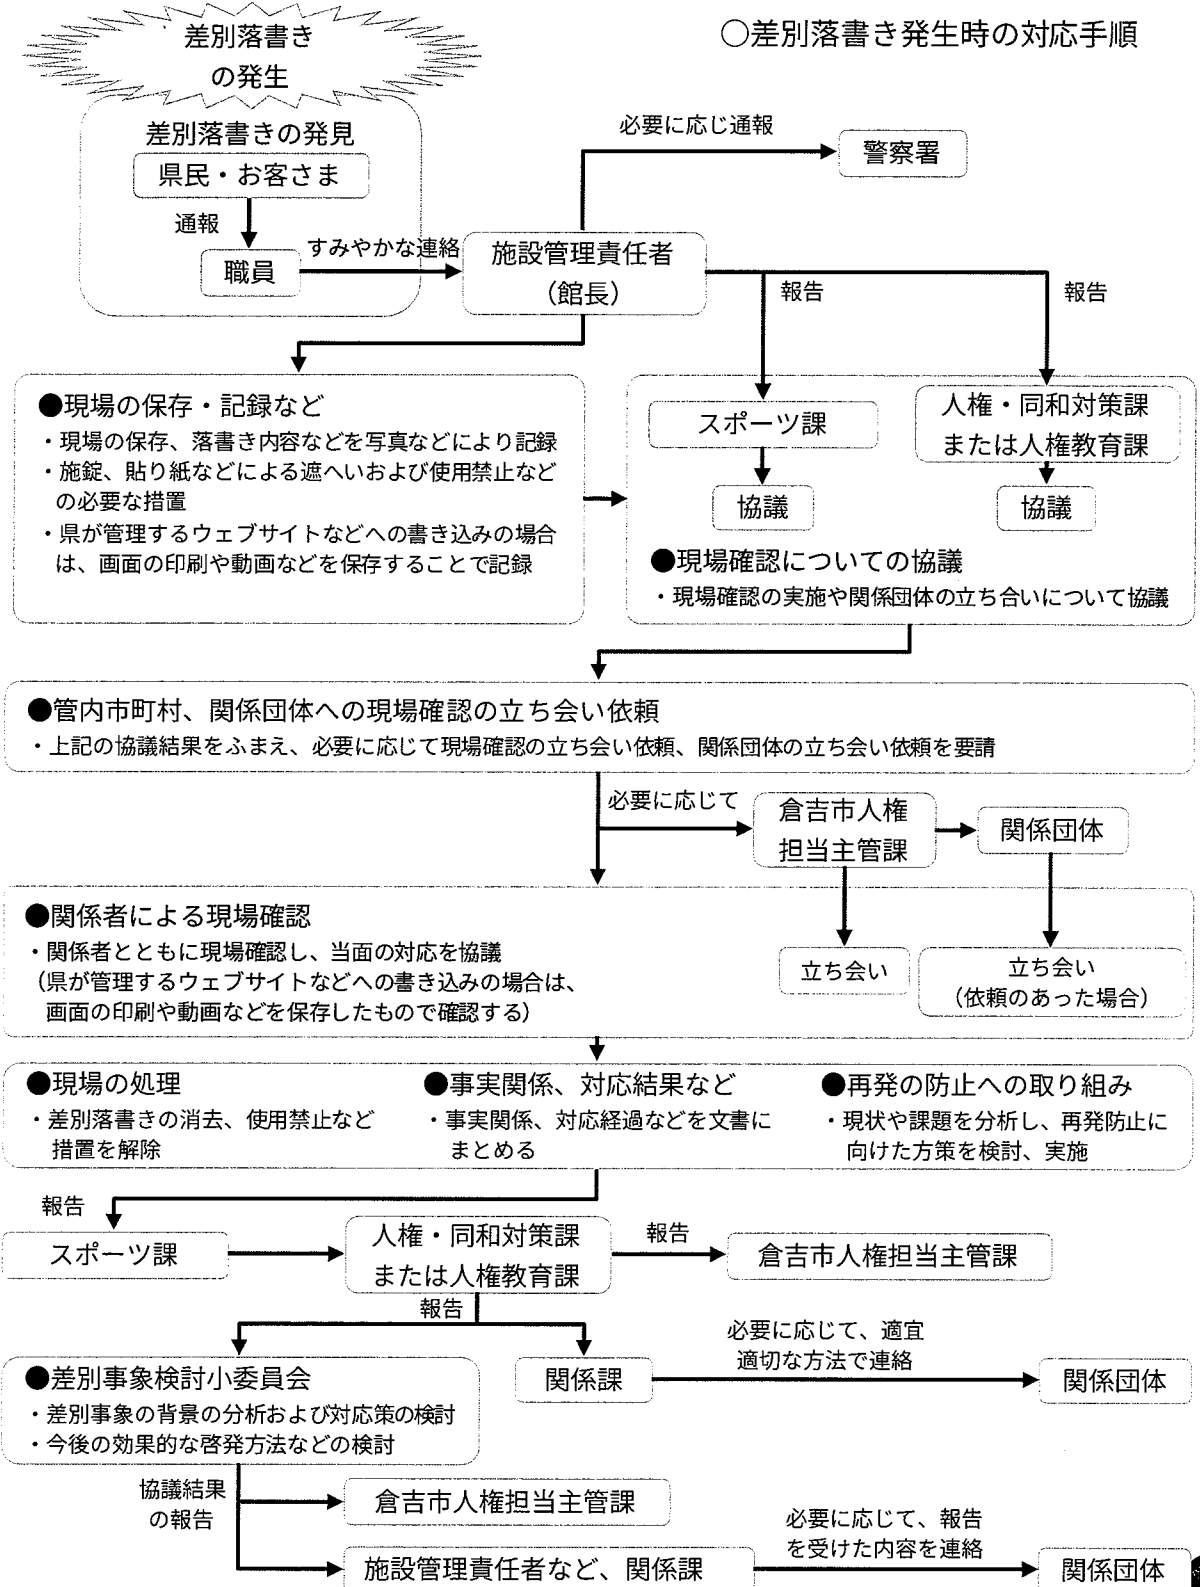 差別落書き
の発生
○差別落書き発生時の対応手順
差別落書きの発見
県民・お客さま
通報
職員
すみやかな連絡
施設管理責任者
（館長）
必要に応じ通報
警察署
報告
報告
●現場の保存・記録など
・現場の保存、落書き内容などを写真などにより記録
・施錠、貼り紙などによる遮へいおよび使用禁止など
の必要な措置
・県が管理するウェブサイトなどへの書き込みの場合
は、画面の印刷や動画などを保存することで記録
スポーツ課
協議
人権・同和対策課
または人権教育課
協議
●現場確認についての協議
・現場確認の実施や関係団体の立ち合いについて協議
●管内市町村、関係団体への現場確認の立ち会い依頼
・上記の協議結果をふまえ、必要に応じて現場確認の立ち会い依頼、関係団体の立ち会い依頼を要請
必要に応じて
倉吉市人権
担当主管課
関係団体
●関係者による現場確認
・関係者とともに現場確認し、当面の対応を協議
（県が管理するウェブサイトなどへの書き込みの場合は、
画面の印刷や動画などを保存したもので確認する）
立ち会い
立ち会い
（依頼のあった場合）
●現場の処理
・差別落書きの消去、使用禁止など
措置を解除
●事実関係、対応結果など
・事実関係、対応経過などを文書に
まとめる
●再発の防止への取り組み
・現状や課題を分析し、再発防止に
向けた方策を検討、実施
報告
スポーツ課
人権・同和対策課
または人権教育課
報告
倉吉市人権担当主管課
報告
●差別事象検討小委員会
・差別事象の背景の分析および対応策の検討
・今後の効果的な啓発方法などの検討
関係課
必要に応じて、適宜
適切な方法で連絡
関係団体
協議結果
の報告
倉吉市人権担当主管課
施設管理責任者など、関係課
必要に応じて、報告
を受けた内容を連絡
関係団体